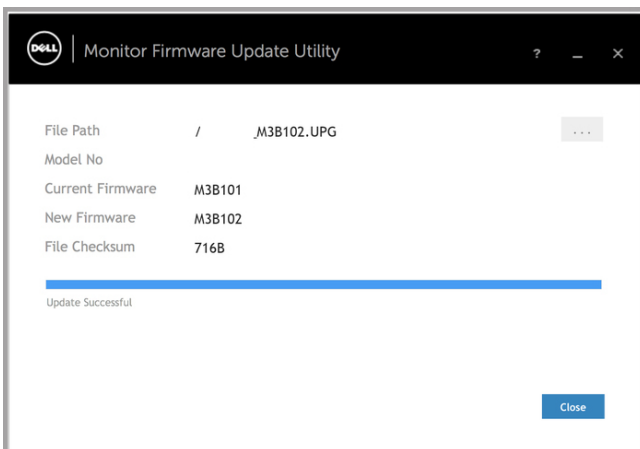 DELL Monitor Firmware Update Utility ? _ ×
File Path / _M3B102.UPG ...
Model No
Current Firmware M3B101
New Firmware M3B102
File Checksum 716B
Update Successful
Close